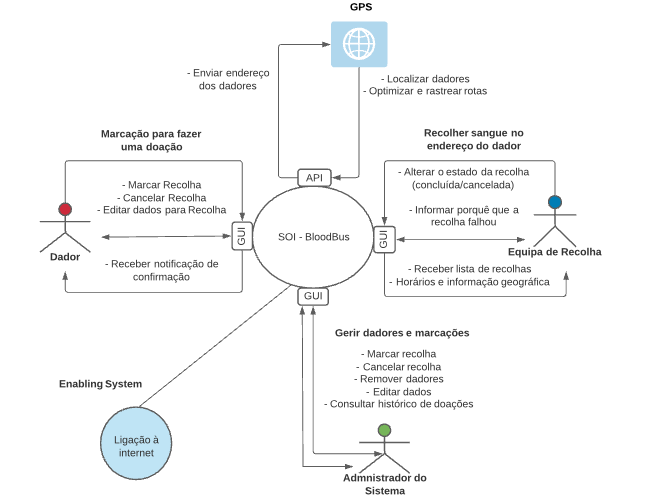 GPS
- Enviar endereço
dos dadores
- Localizar dadores
- Optimizar e rastrear rotas
Marcação para fazer
uma doação
Recolher sangue no
endereço do dador
API
- Marcar Recolha
- Cancelar Recolha
- Editar dados para Recolha
- Alterar o estado da recolha
(concluída/cancelada)
- Informar porquê que a
recolha falhou
GUI
SOI - BloodBus
GUI
Dador
Equipa de Recolha
- Receber notificação de
confirmação
- Receber lista de recolhas
- Horários e informação geográfica
GUI
Gerir dadores e marcações
- Marcar recolha
- Cancelar recolha
- Remover dadores
- Editar dados
- Consultar histórico de doações
Enabling System
Ligação à
internet
Admnistrador do
Sistema